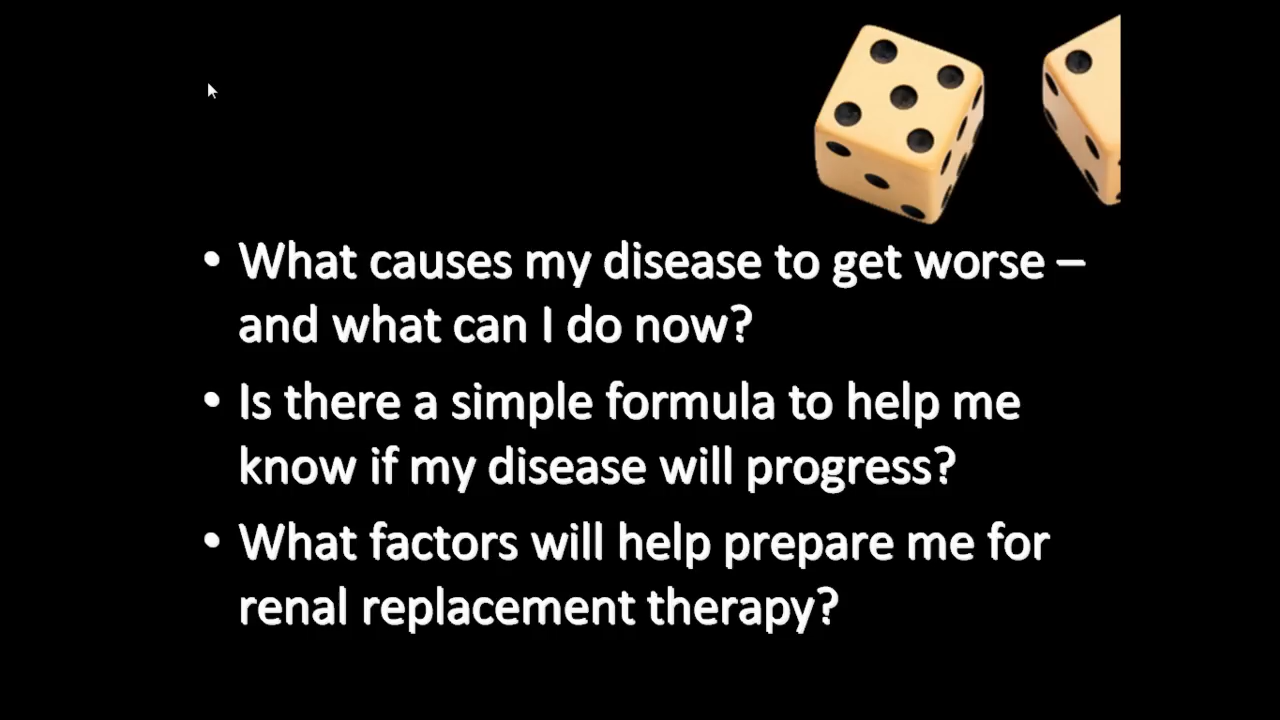 • What causes my disease to get worse –
and what can I do now?
• Is there a simple formula to help me
know if my disease will progress?
• What factors will help prepare me for
renal replacement therapy?